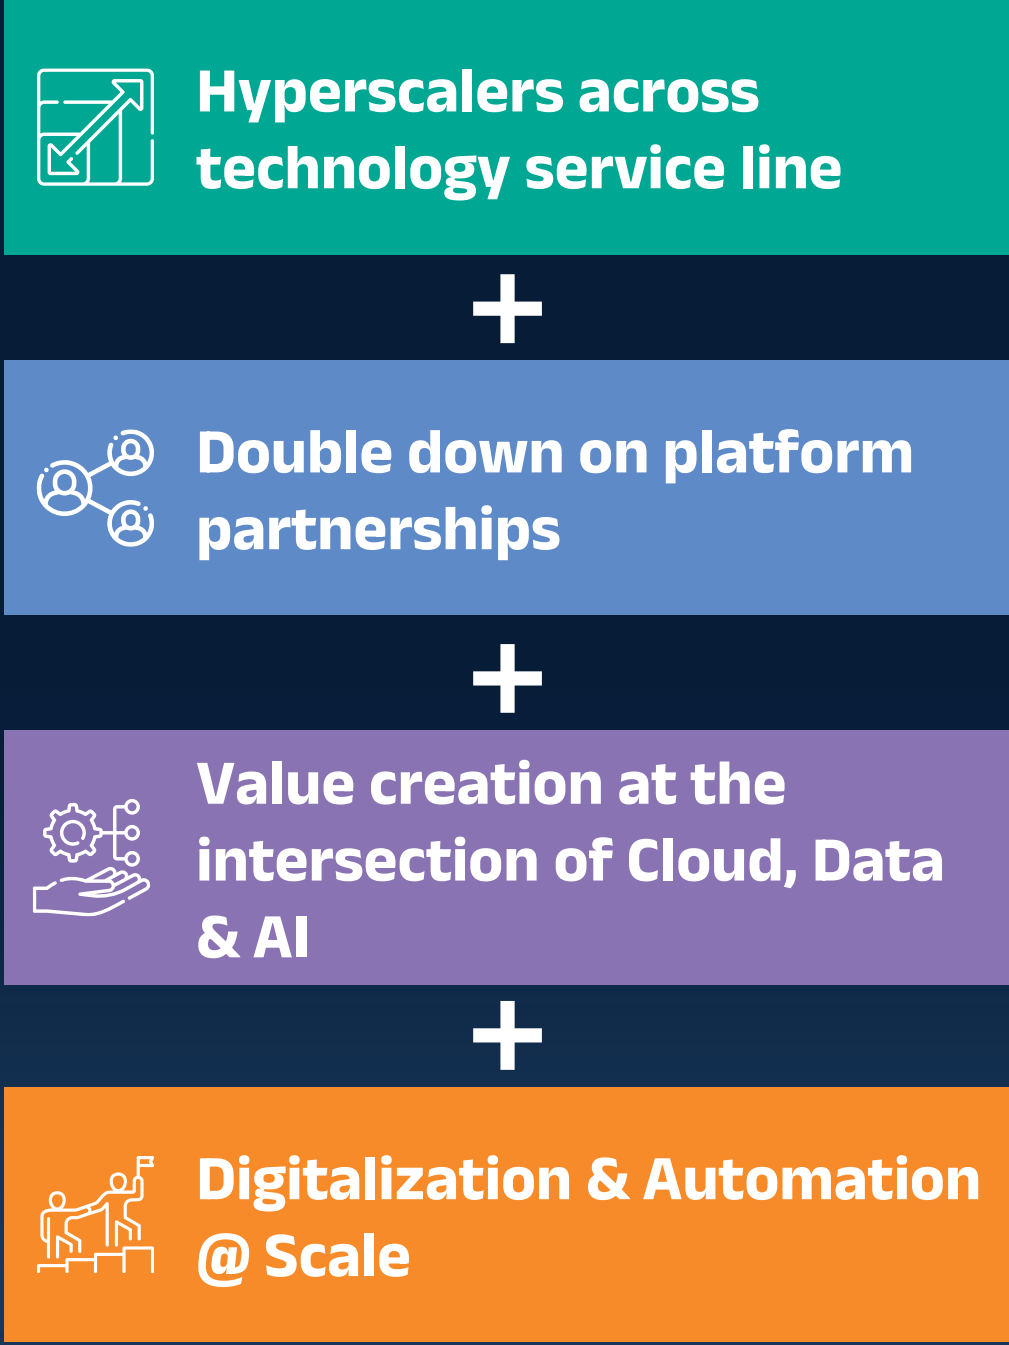 Hyperscalers across
technology service line
+
Double down on platform
partnerships
+
Value creation at the
intersection of Cloud, Data
& AI
+
Digitalization & Automation
@ Scale